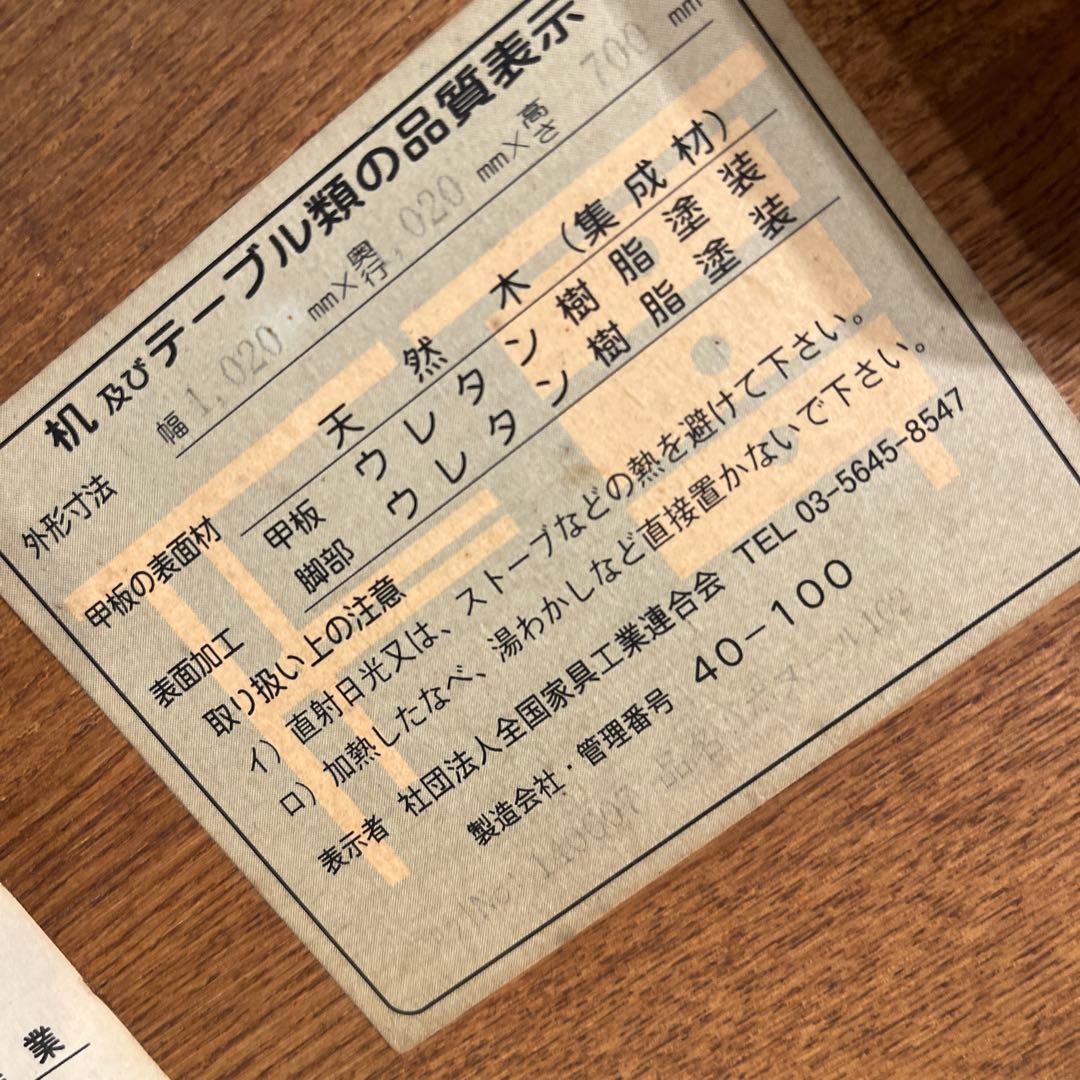 机及びテーブル類の品質表示
外形寸法 幅 1,020 mm×奥行 1,020 mm×高さ 700 mm
甲板の表面材 天然木(集成材)
表面加工 甲板 ウレタン樹脂塗装
脚部 ウレタン樹脂塗装
取り扱い上の注意
イ) 直射日光又は、ストーブなどの熱を避けて下さい。
ロ) 加熱したなべ、湯わかしなど直接置かないで下さい。
表示者 社団法人全国家具工業連合会 TEL 03-5645-8547
製造会社・管理番号 40-100
No: 140007 品名
業